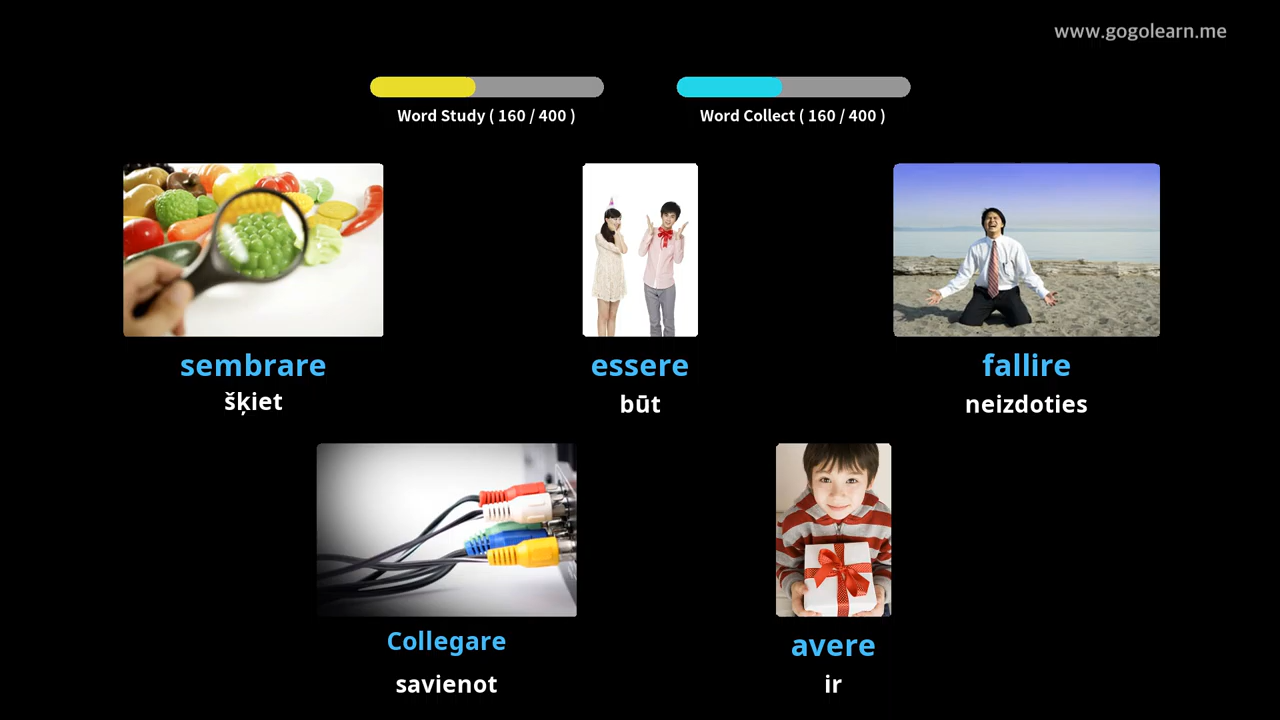 www.gogolearn.me
Word Study ( 160 / 400 )
Word Collect ( 160 / 400 )
sembrare
šķiet
essere
būt
fallire
neizdoties
Collegare
savienot
avere
ir